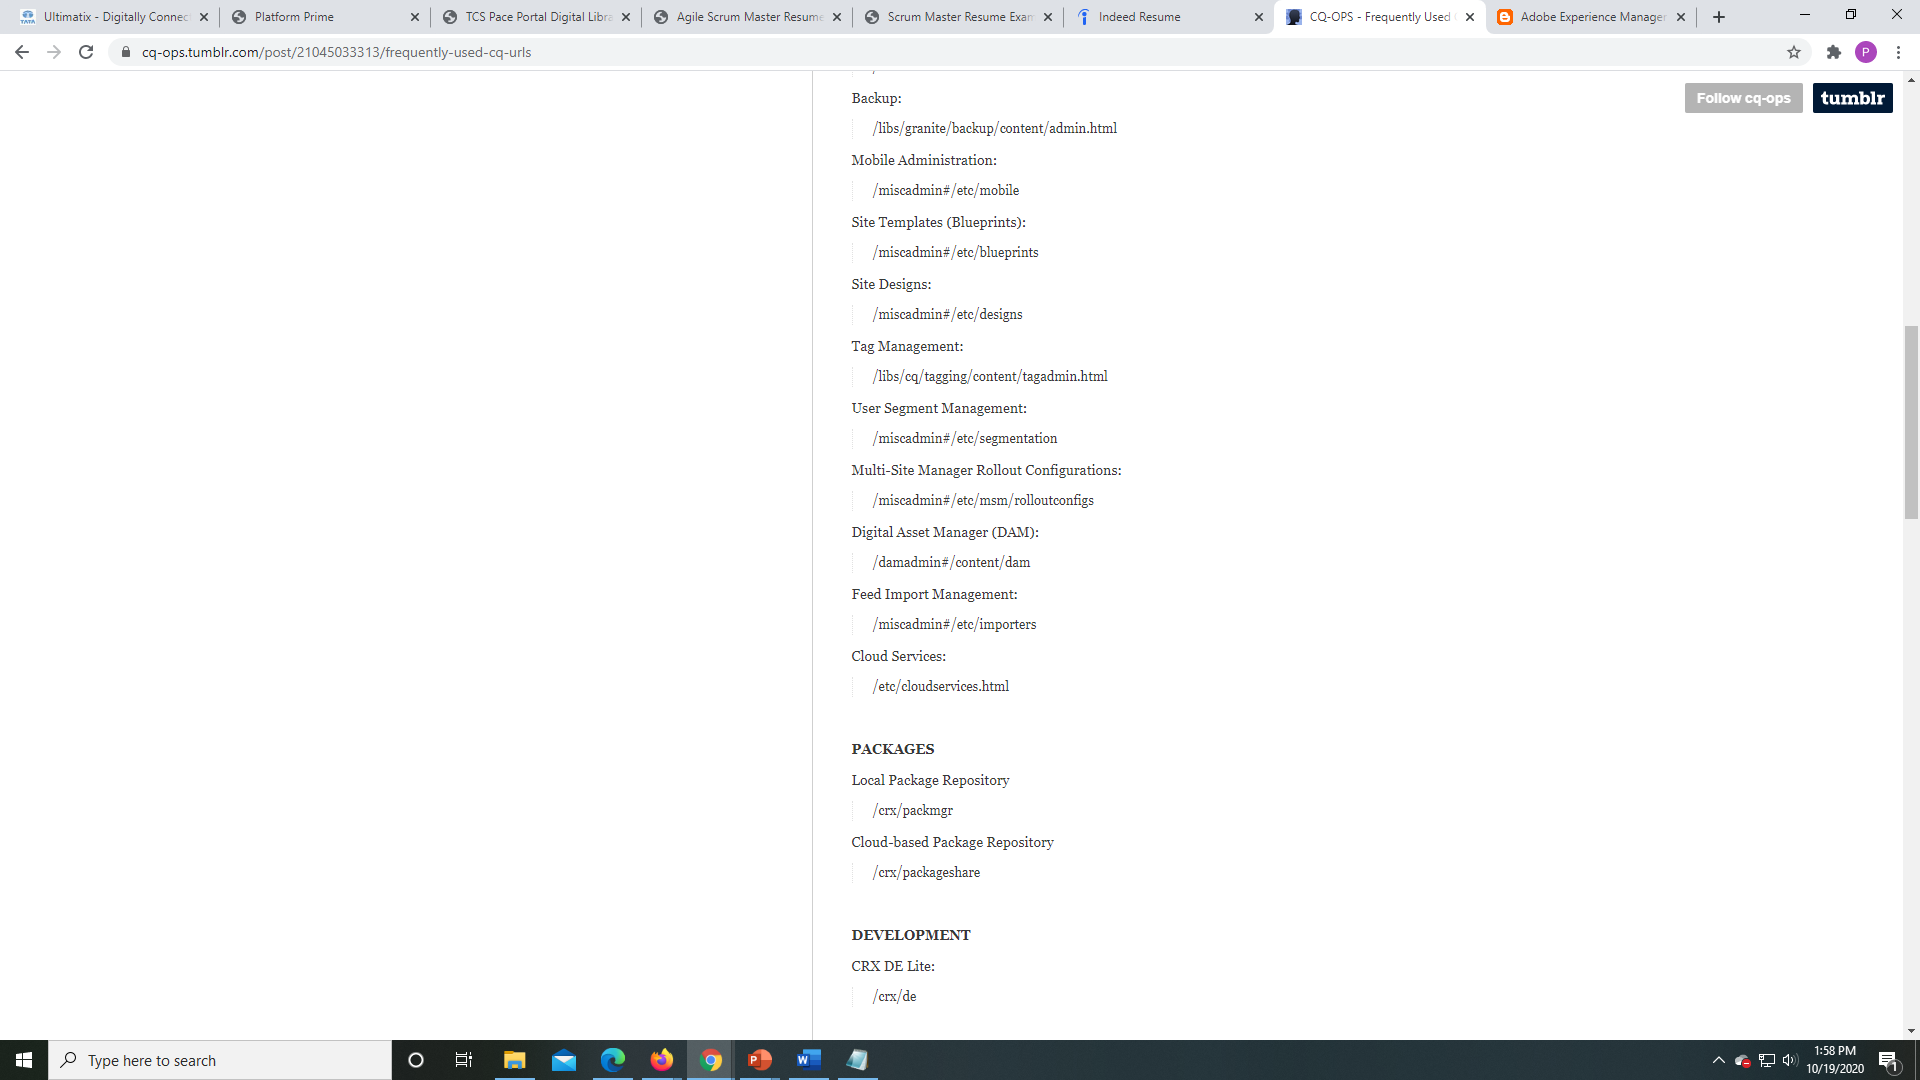 Ultimatix - Digitally Connect
Platform Prime
TCS Pace Portal Digital Libra
Agile Scrum Master Resume
Scrum Master Resume Exam
Indeed Resume
CQ-OPS - Frequently Used
Adobe Experience Manager
cq-ops.tumblr.com/post/21045033313/frequently-used-cq-urls
P
Follow cq-ops
tumblr
Backup:
/libs/granite/backup/content/admin.html
Mobile Administration:
/miscadmin#/etc/mobile
Site Templates (Blueprints):
/miscadmin#/etc/blueprints
Site Designs:
/miscadmin#/etc/designs
Tag Management:
/libs/cq/tagging/content/tagadmin.html
User Segment Management:
/miscadmin#/etc/segmentation
Multi-Site Manager Rollout Configurations:
/miscadmin#/etc/msm/rolloutconfigs
Digital Asset Manager (DAM):
/damadmin#/content/dam
Feed Import Management:
/miscadmin#/etc/importers
Cloud Services:
/etc/cloudservices.html
PACKAGES
Local Package Repository
/crx/packmgr
Cloud-based Package Repository
/crx/packageshare
DEVELOPMENT
CRX DE Lite:
/crx/de
Type here to search
1:58 PM
10/19/2020
1